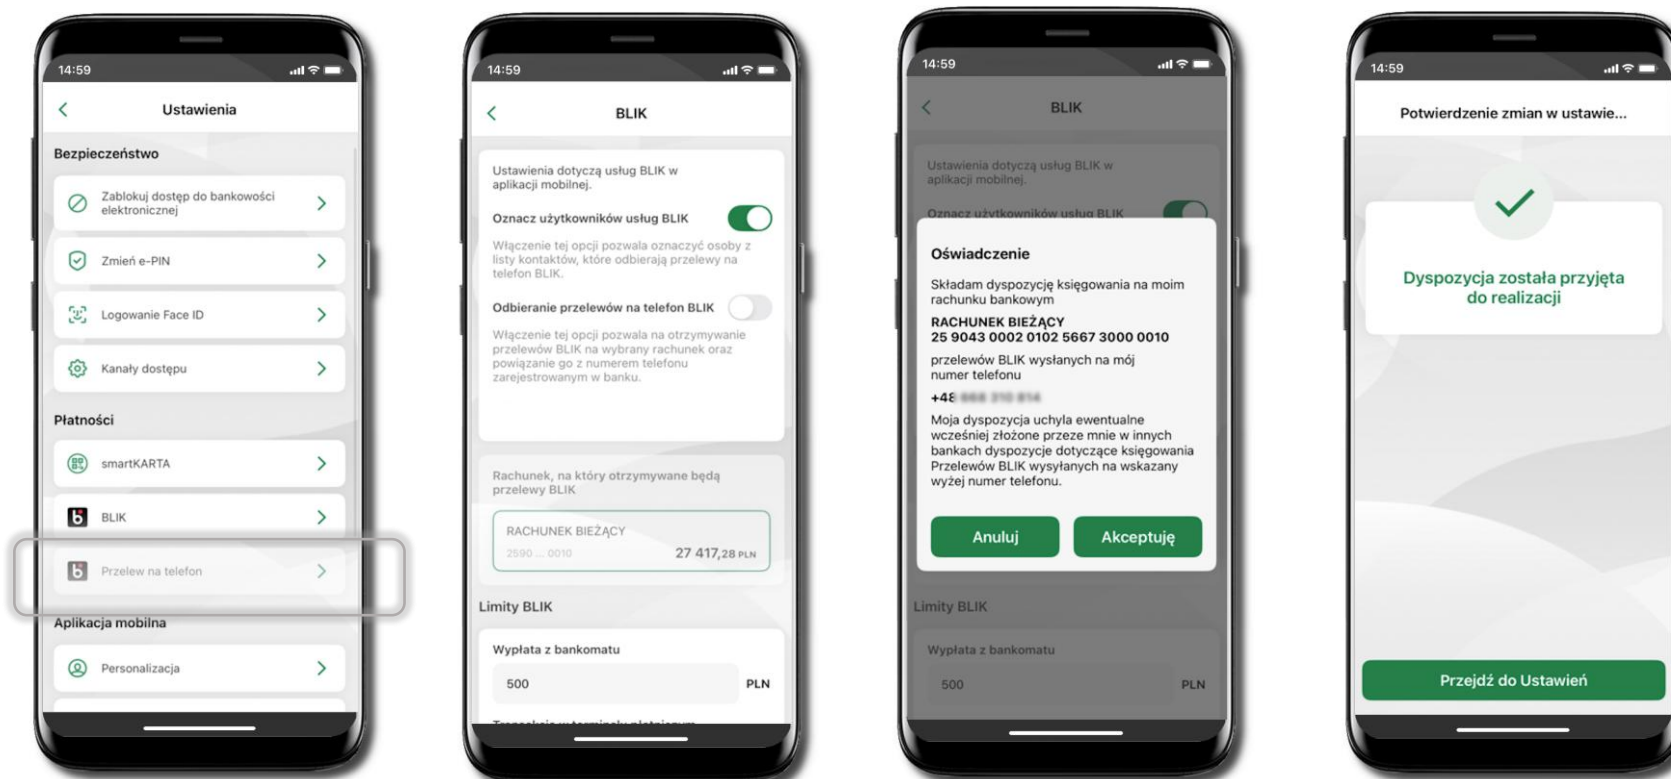 14:59
Ustawienia
Bezpieczeństwo
Zablokuj dostęp do bankowości
elektronicznej
Zmień e-PIN
Logowanie Face ID
Kanały dostępu
Płatności
smartKARTA
BLIK
Przelew na telefon
Aplikacja mobilna
Personalizacja
14:59
BLIK
Ustawienia dotyczą usług BLIK w
aplikacji mobilnej.
Oznacz użytkowników usług BLIK
Włączenie tej opcji pozwala oznaczyć osoby z
listy kontaktów, które odbierają przelewy na
telefon BLIK.
Odbieranie przelewów na telefon BLIK
Włączenie tej opcji pozwala na otrzymywanie
przelewów BLIK na wybrany rachunek oraz
powiązanie go z numerem telefonu
zarejestrowanym w banku.
Rachunek, na który otrzymywane będą
przelewy BLIK
RACHUNEK BIEŻĄCY
2590 ... 0010 27 417,28 PLN
Limity BLIK
Wypłata z bankomatu
500 PLN
14:59
BLIK
Ustawienia dotyczą usług BLIK w
aplikacji mobilnej.
Oznacz użytkowników usług BLIK
Oświadczenie
Składam dyspozycję księgowania na moim
rachunku bankowym
RACHUNEK BIEŻĄCY
25 9043 0002 0102 5667 3000 0010
przelewów BLIK wysłanych na mój
numer telefonu
+48
Moja dyspozycja uchyla ewentualne
wcześniej złożone przeze mnie w innych
bankach dyspozycje dotyczące księgowania
Przelewów BLIK wysyłanych na wskazany
wyżej numer telefonu.
Anuluj Akceptuję
Limity BLIK
Wypłata z bankomatu
500 PLN
14:59
Potwierdzenie zmian w ustawie...
Dyspozycja została przyjęta
do realizacji
Przejdź do Ustawień